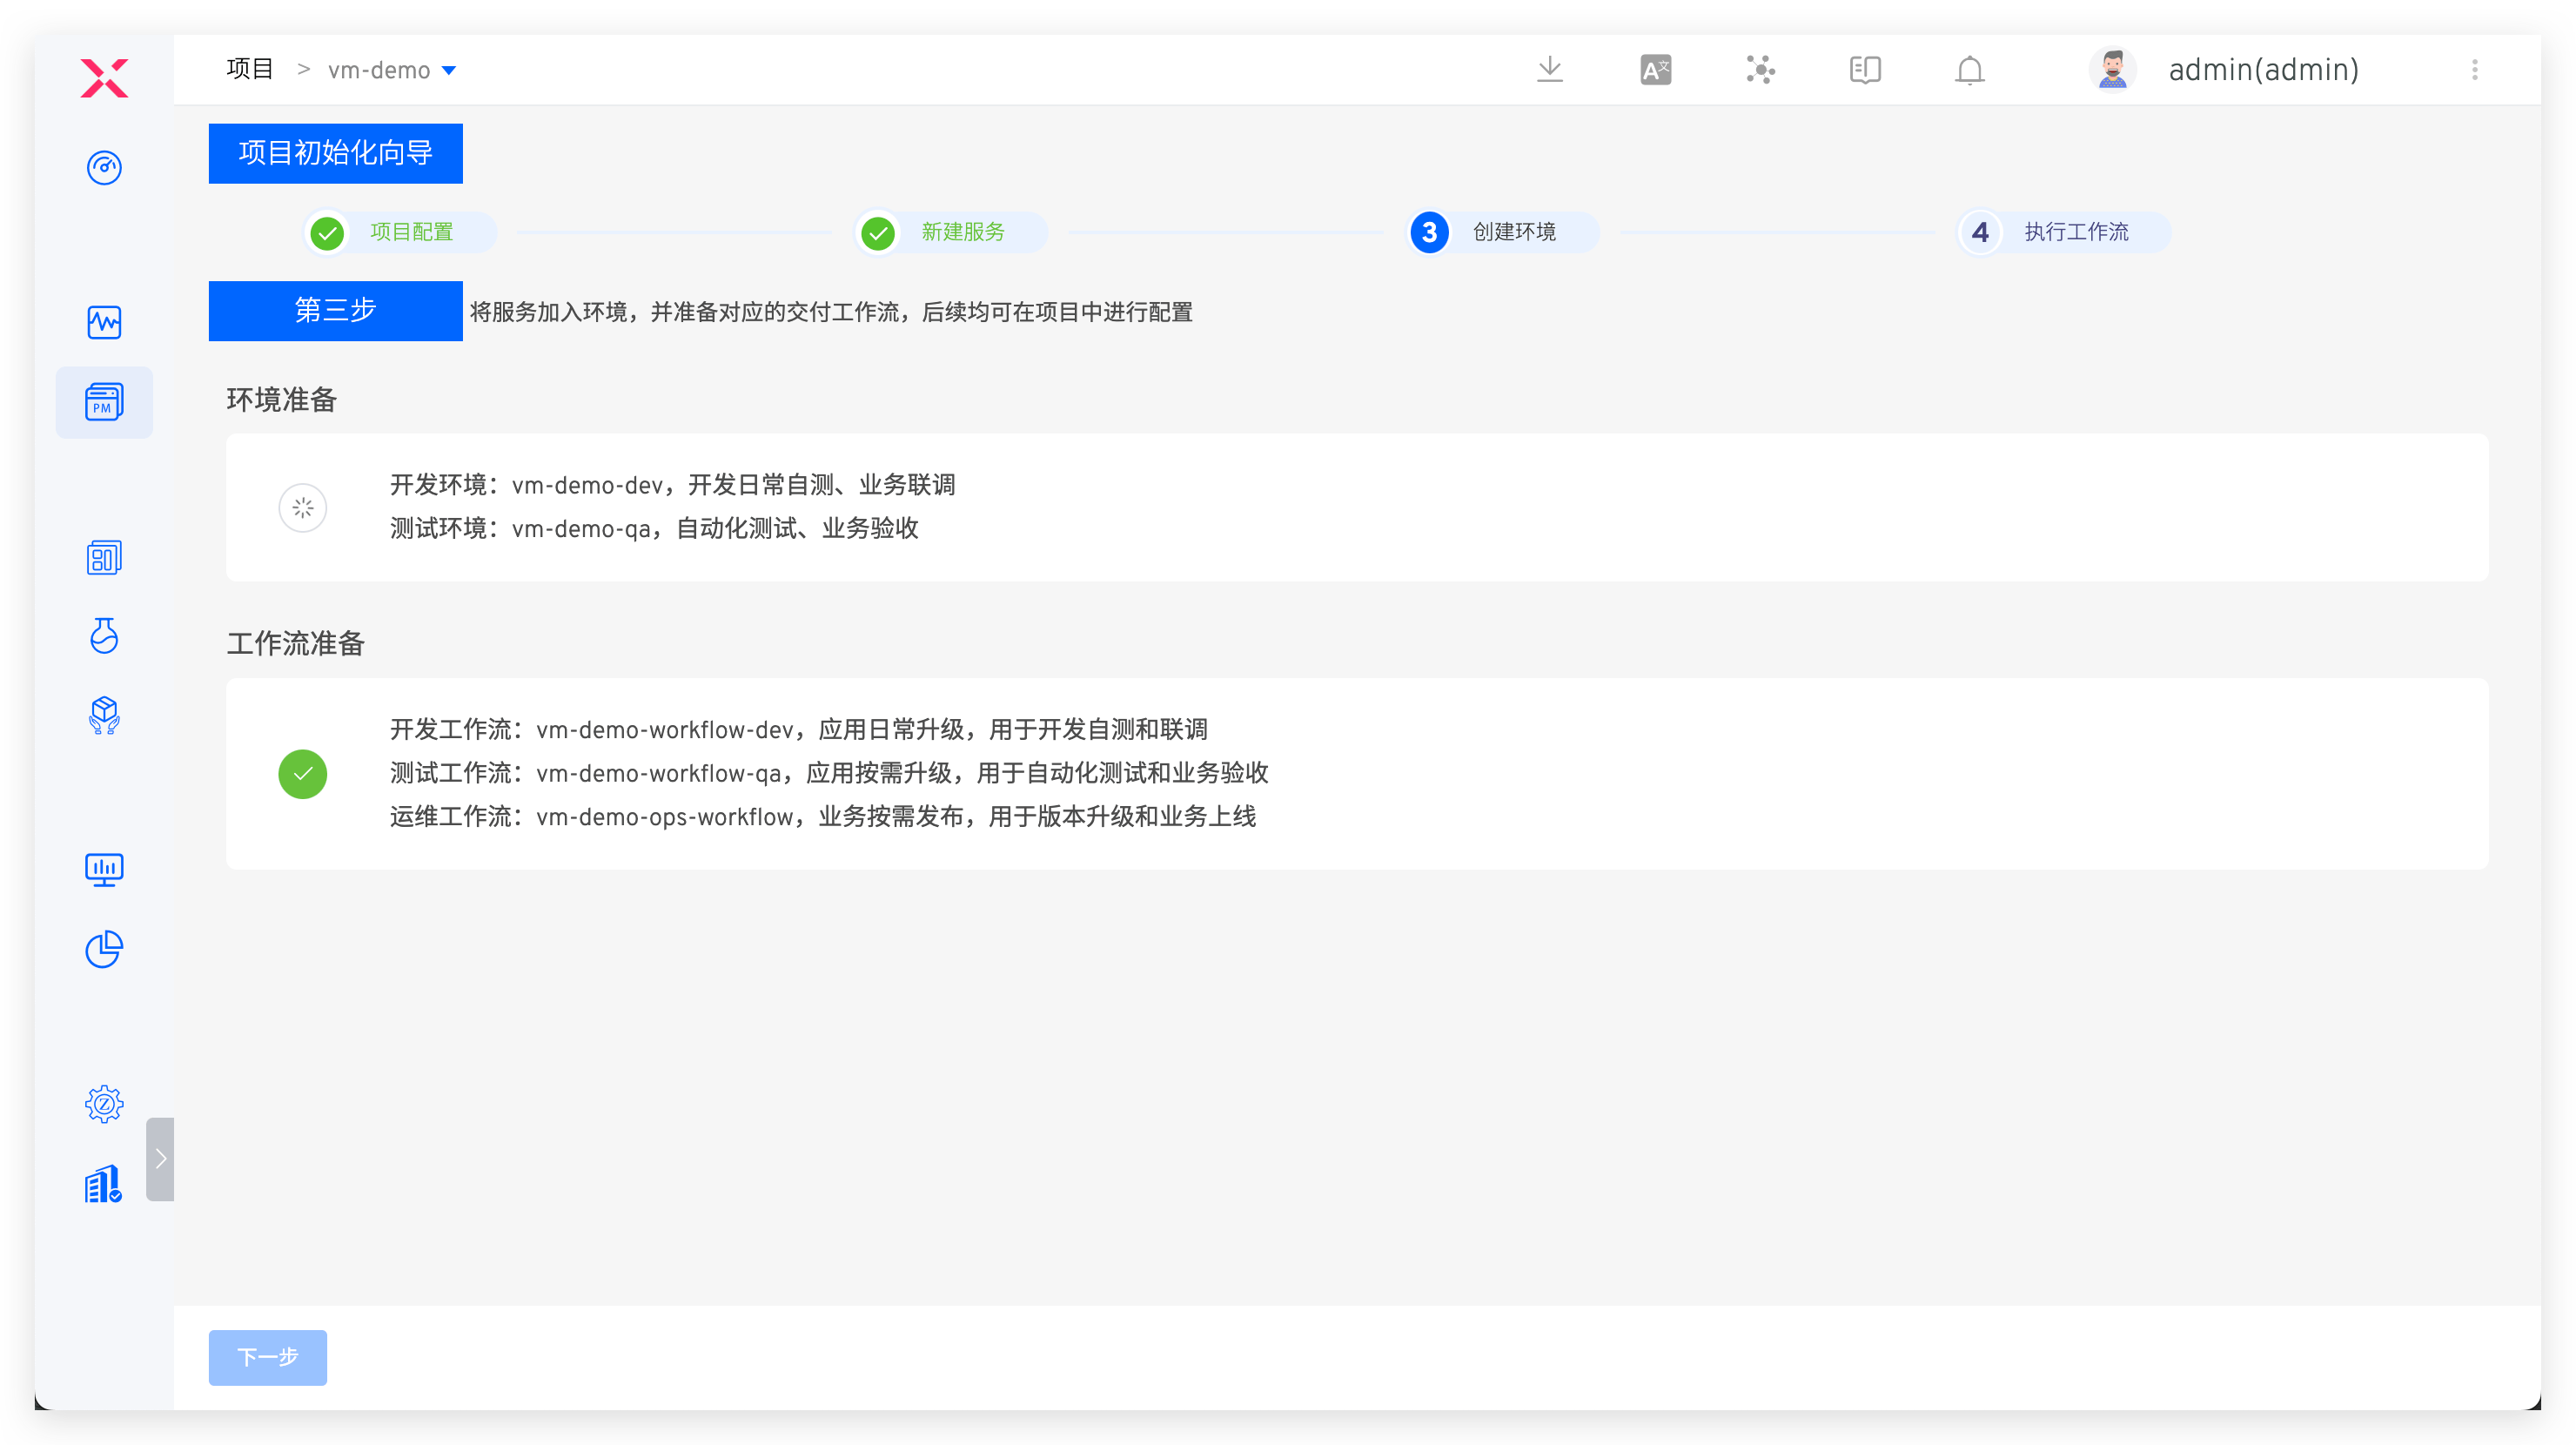 项目 > vm-demo
A文
admin(admin)
项目初始化向导
项目配置
新建服务
3 创建环境
4 执行工作流
第三步 将服务加入环境，并准备对应的交付工作流，后续均可在项目中进行配置
PM
环境准备
开发环境：vm-demo-dev，开发日常自测、业务联调
测试环境：vm-demo-qa，自动化测试、业务验收
工作流准备
开发工作流：vm-demo-workflow-dev，应用日常升级，用于开发自测和联调
测试工作流：vm-demo-workflow-qa，应用按需升级，用于自动化测试和业务验收
运维工作流：vm-demo-ops-workflow，业务按需发布，用于版本升级和业务上线
Z
下一步